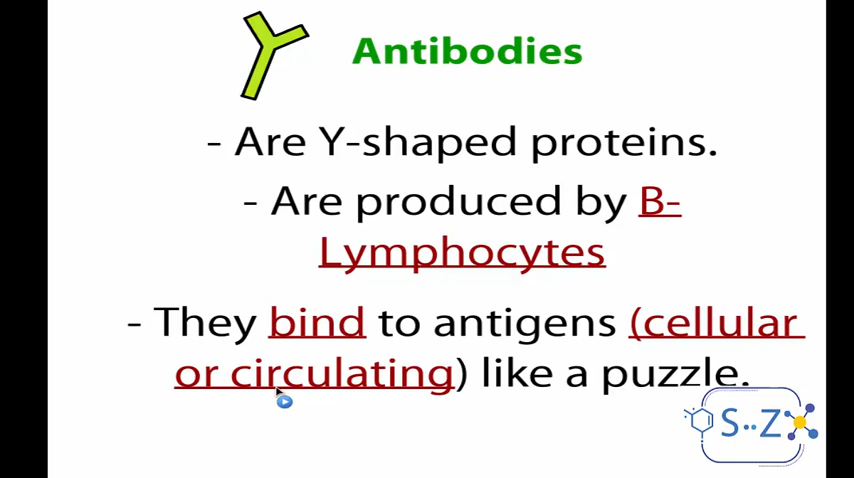 Antibodies
- Are Y-shaped proteins.
- Are produced by B-
Lymphocytes
- They bind to antigens (cellular
or circulating) like a puzzle.
S..Z